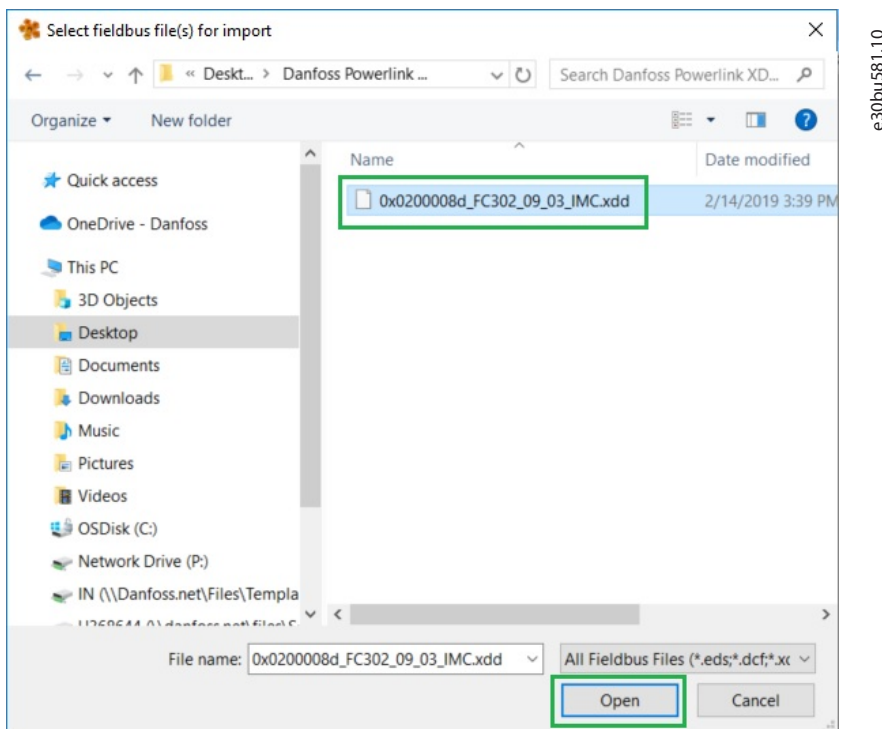 Select fieldbus file(s) for import
« Deskt... > Danfoss Powerlink ...
Search Danfoss Powerlink XD...
Organize
New folder
Name
Date modified
Quick access
0x0200008d_FC302_09_03_IMC.xdd
2/14/2019 3:39 PM
OneDrive - Danfoss
This PC
3D Objects
Desktop
Documents
Downloads
Music
Pictures
Videos
OSDisk (C:)
Network Drive (P:)
IN (\\Danfoss.net\Files\Templa
File name: 0x0200008d_FC302_09_03_IMC.xdd
All Fieldbus Files (*.eds;*.dcf;*.xc
Open
Cancel
e30bu581.10